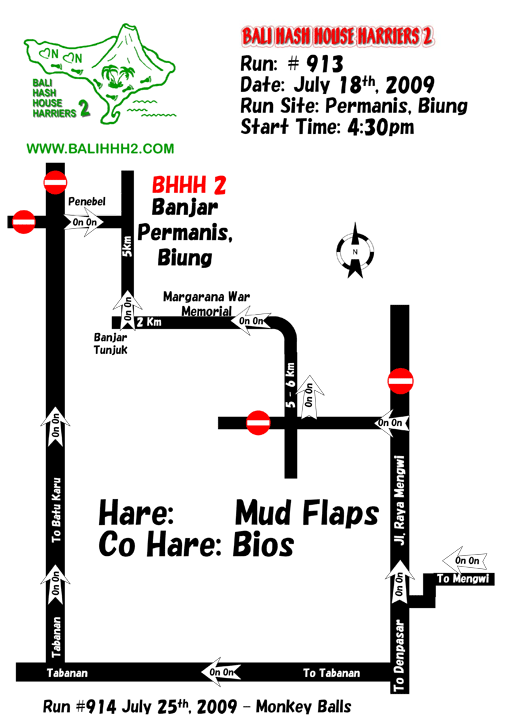 BALI HASH HOUSE HARRIERS 2
Run: # 913
Date: July 18th, 2009
Run Site: Permanis, Biung
Start Time: 4:30pm
N N
BALI
HASH
HOUSE
HARRIERS 2
WWW.BALIHHH2.COM
Penebel
On On
BHHH 2
Banjar
Permanis,
Biung
5km
N
Margarana War
Memorial
On On
2 Km
On On
Banjar
Tunjuk
5 - 6 Km
On On
On On
On On
To Batu Karu
Jl. Raya Mengwi
Hare: Mud Flaps
Co Hare: Bios
On On
To Mengwi
On On
On On
Tabanan
To Denpasar
Tabanan
On On
To Tabanan
Run #914 July 25th, 2009 - Monkey Balls